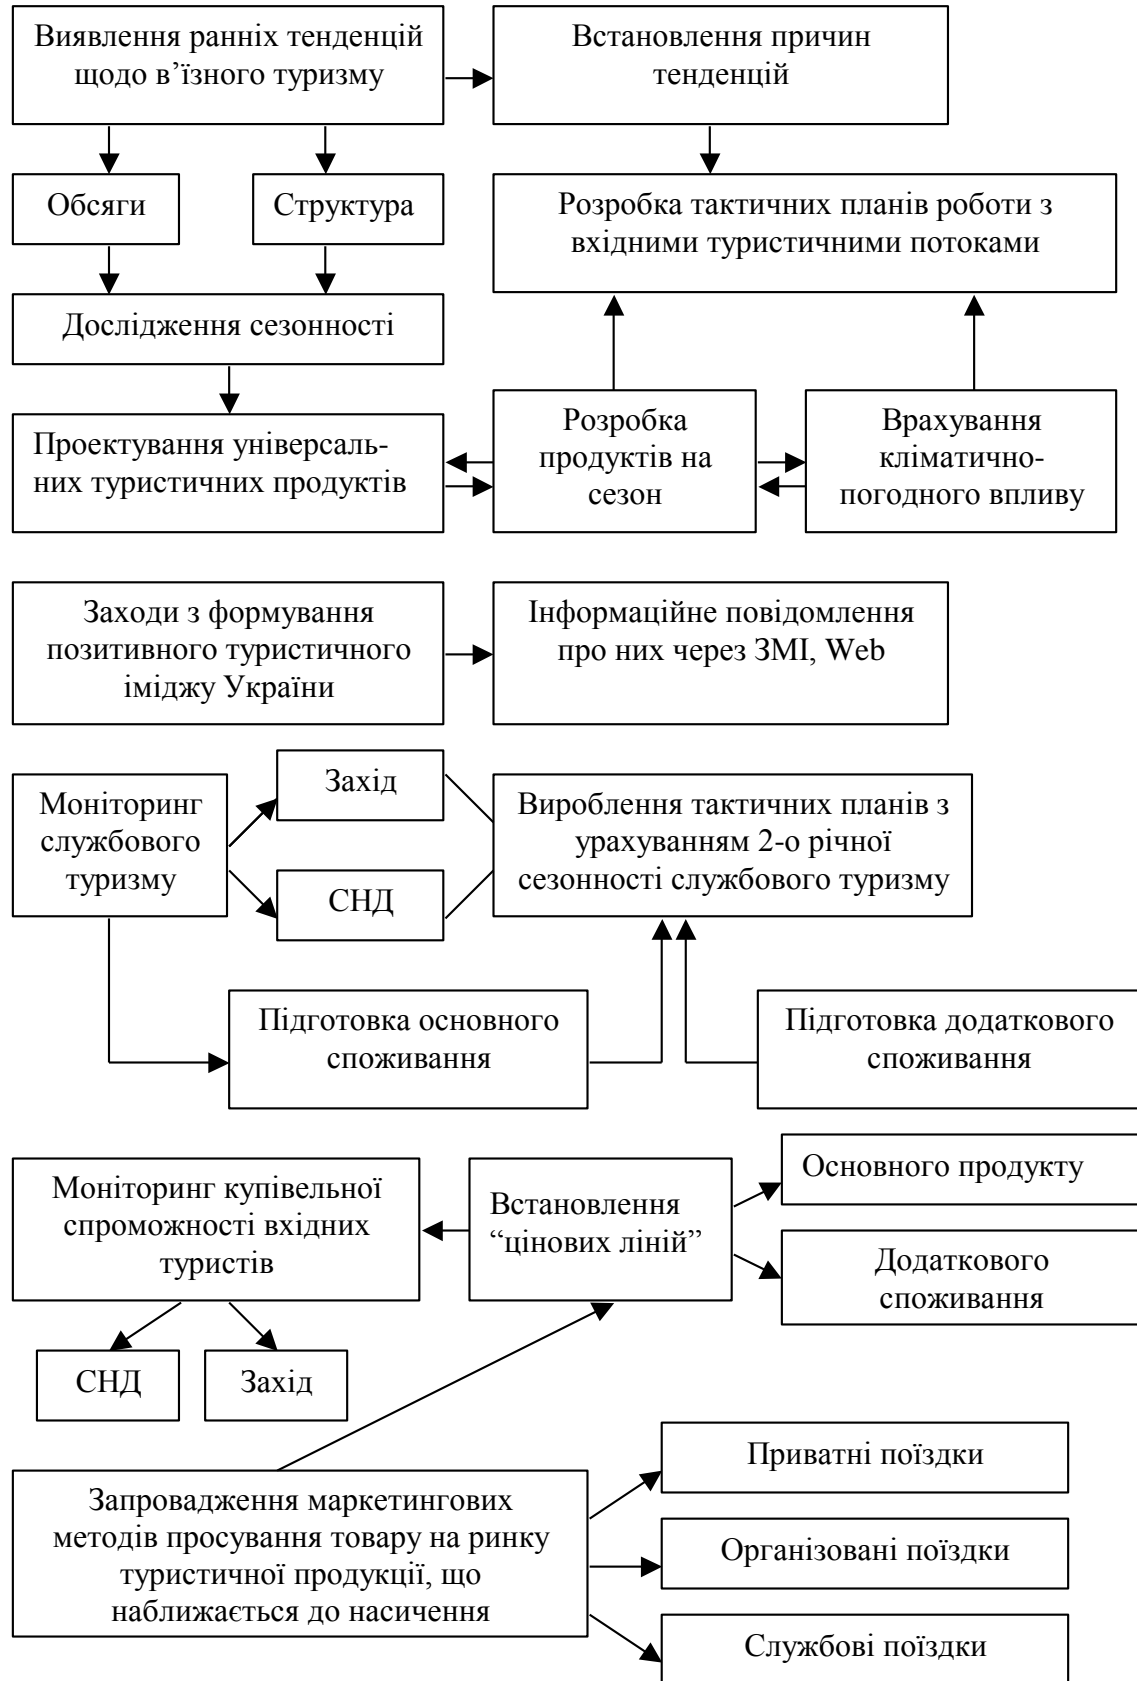 Виявлення ранніх тенденцій
щодо в’їзного туризму
Встановлення причин
тенденцій
Обсяги
Структура
Розробка тактичних планів роботи з
вхідними туристичними потоками
Дослідження сезонності
Проектування універсаль-
них туристичних продуктів
Розробка
продуктів на
сезон
Врахування
кліматично-
погодного впливу
Заходи з формування
позитивного туристичного
іміджу України
Інформаційне повідомлення
про них через ЗМІ, Web
Моніторинг
службового
туризму
Захід
СНД
Вироблення тактичних планів з
урахуванням 2-о річної
сезонності службового туризму
Підготовка основного
споживання
Підготовка додаткового
споживання
Моніторинг купівельної
спроможності вхідних
туристів
Встановлення
“цінових ліній”
Основного продукту
Додаткового
споживання
СНД
Захід
Запровадження маркетингових
методів просування товару на ринку
туристичної продукції, що
наближається до насичення
Приватні поїздки
Організовані поїздки
Службові поїздки